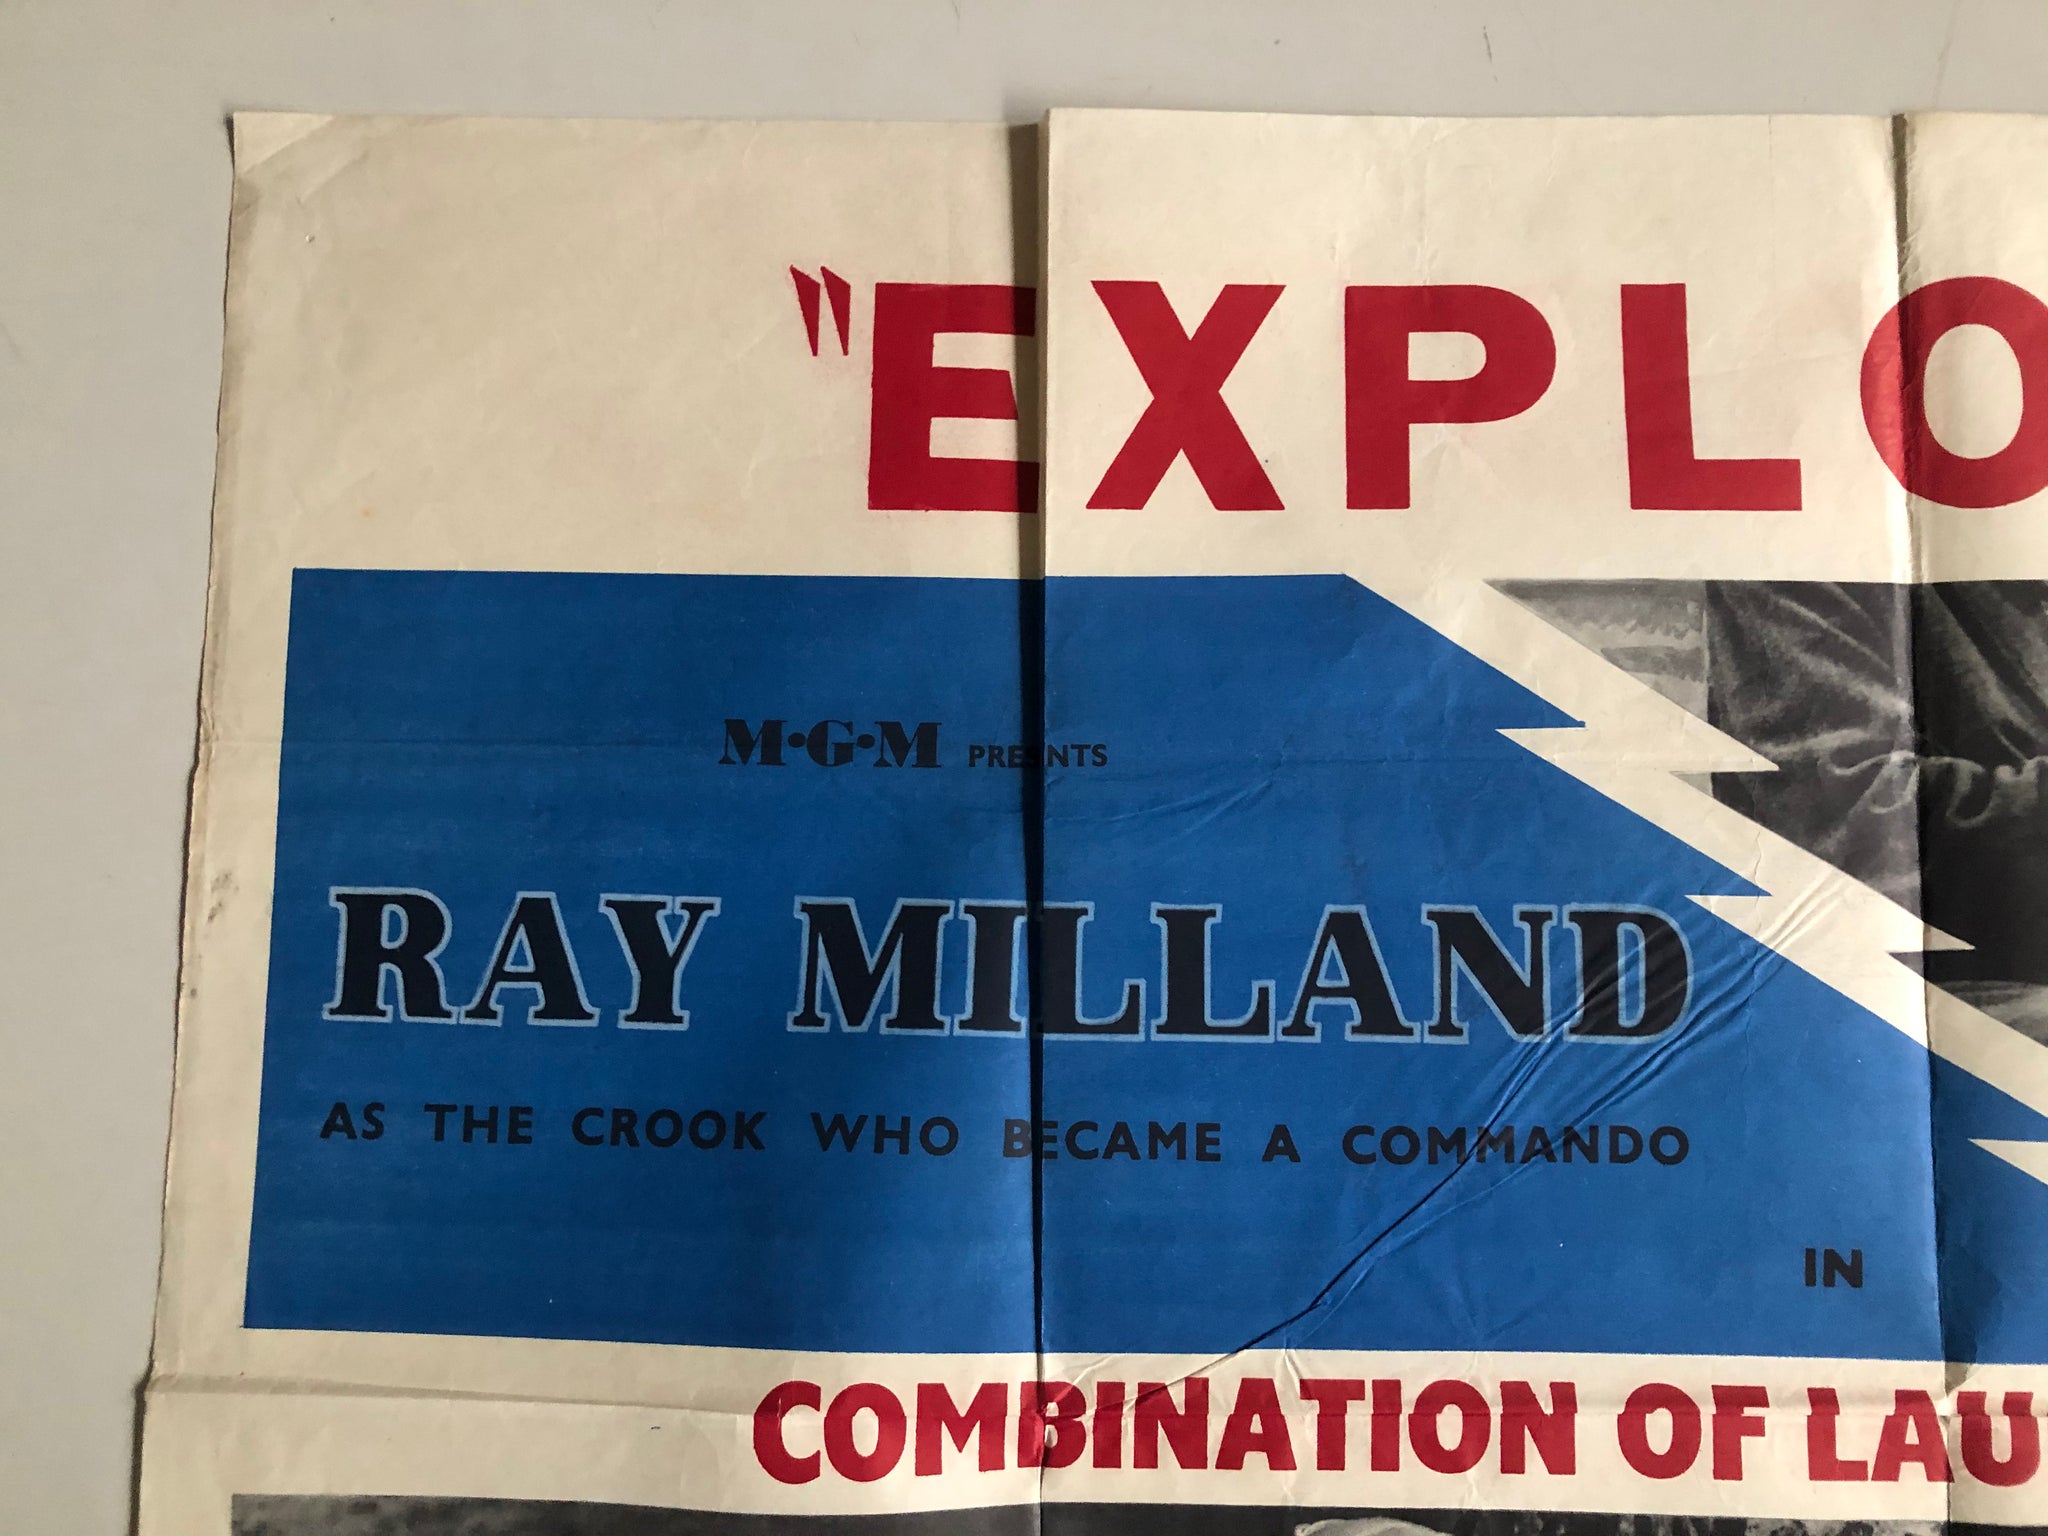 "EXPLO
M·G·M PRESENTS
RAY MILLAND
AS THE CROOK WHO BECAME A COMMANDO
IN
COMBINATION OF LAU